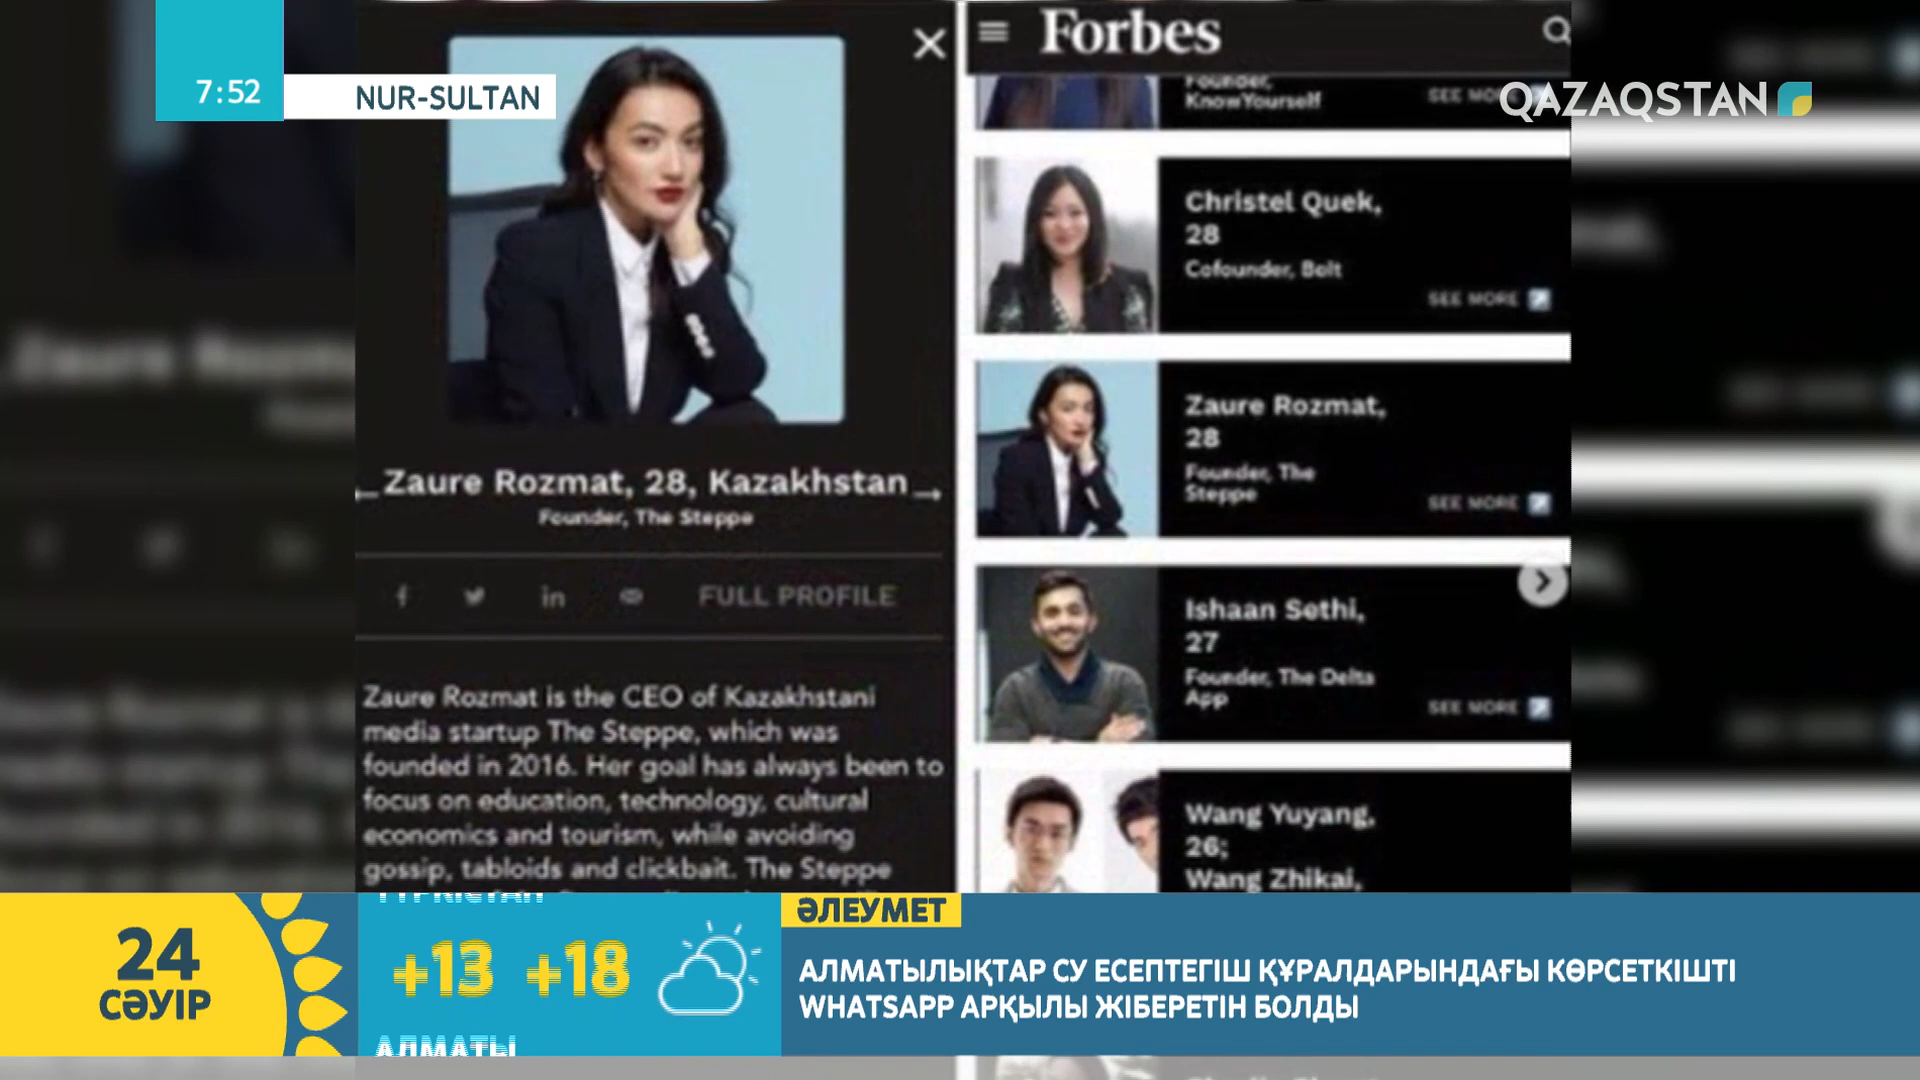 7:52
NUR-SULTAN
QAZAQSTAN
Zaure Rozmat, 28, Kazakhstan
Founder, The Steppe
FULL PROFILE
Zaure Rozmat is the CEO of Kazakhstani
media startup The Steppe, which was
founded in 2016. Her goal has always been to
focus on education, technology, cultural
economics and tourism, while avoiding
gossip, tabloids and clickbait. The Steppe
Forbes
Founder,
KnowYourself
SEE MORE
Christel Quek,
28
Cofounder, Bolt
SEE MORE
Zaure Rozmat,
28
Founder, The
Steppe
SEE MORE
Ishaan Sethi,
27
Founder, The Delta
App
SEE MORE
Wang Yuyang,
26;
Wang Zhikai,
24
СӘУІР
+13 +18
АЛМАТЫ
ӘЛЕУМЕТ
АЛМАТЫЛЫҚТАР СУ ЕСЕПТЕГІШ ҚҰРАЛДАРЫНДАҒЫ КӨРСЕТКІШТІ
WHATSAPP АРҚЫЛЫ ЖІБЕРЕТІН БОЛДЫ